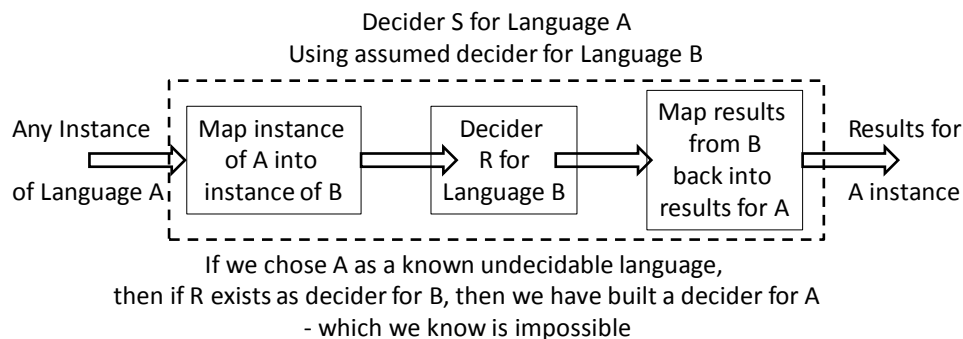 Decider S for Language A
Using assumed decider for Language B
Any Instance
of Language A
Map instance
of A into
instance of B
Decider
R for
Language B
Map results
from B
back into
results for A
Results for
A instance
If we chose A as a known undecidable language,
then if R exists as decider for B, then we have built a decider for A
- which we know is impossible